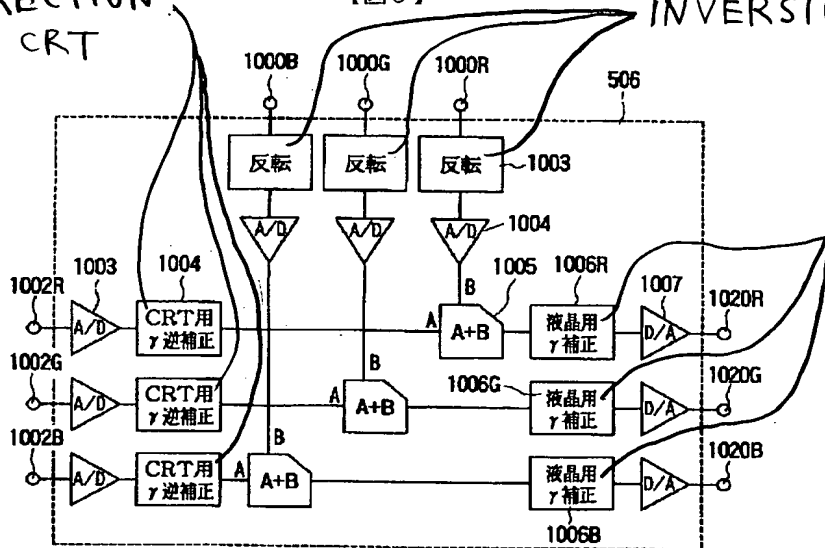 CRT
1000B 1000G 1000R
506
反転 反転 反転 1003
A/D A/D A/D 1004
1003 1004 B 1005 1006R 1007
1002R A/D CRT用 γ逆補正 A A+B 液晶用 γ補正 D/A 1020R
1002G A/D CRT用 γ逆補正 A B A+B 1006G 液晶用 γ補正 D/A 1020G
1002B A/D CRT用 γ逆補正 A B A+B 液晶用 γ補正 D/A 1020B
1006B